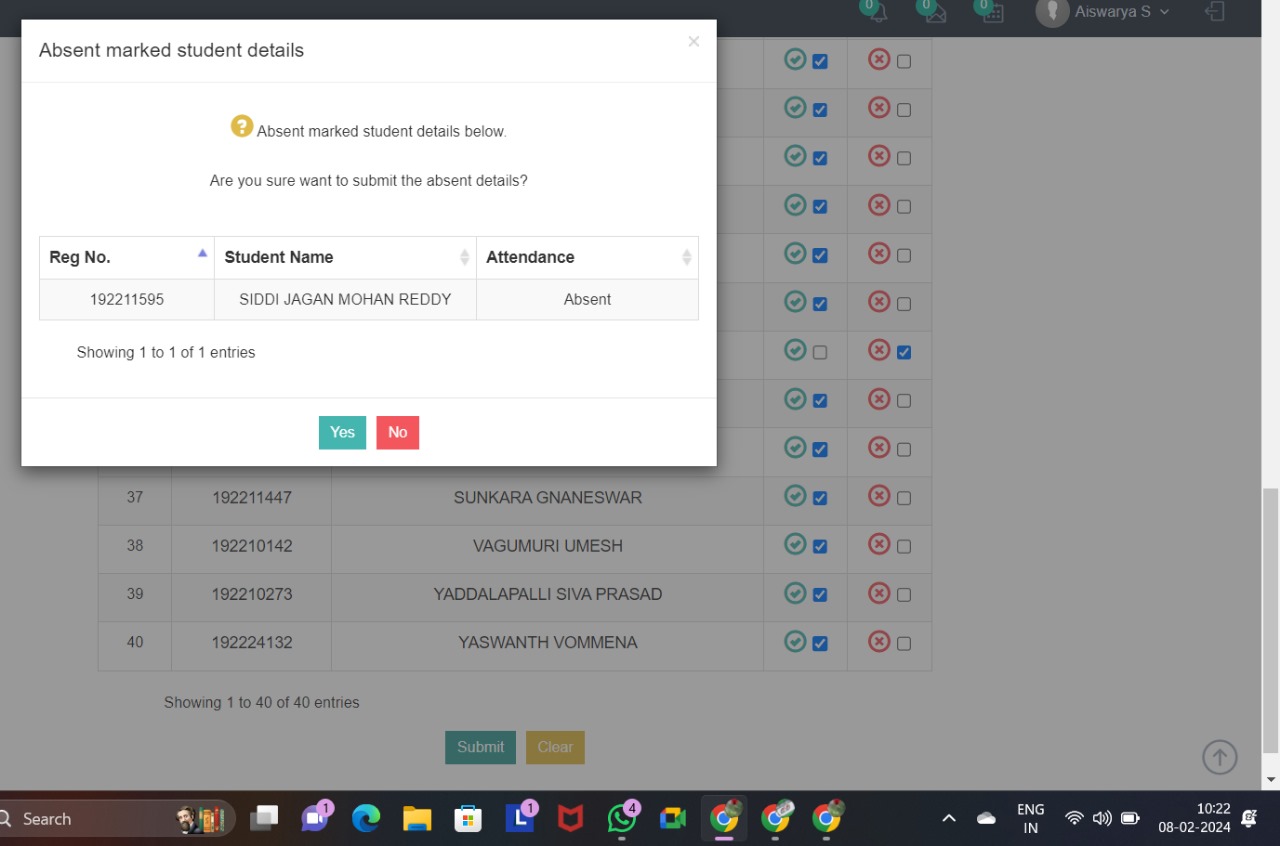 0 0 0 Aiswarya S
Absent marked student details ×
? Absent marked student details below.
Are you sure want to submit the absent details?
Reg No. Student Name Attendance
192211595 SIDDI JAGAN MOHAN REDDY Absent
Showing 1 to 1 of 1 entries
Yes No
37 192211447 SUNKARA GNANESWAR
38 192210142 VAGUMURI UMESH
39 192210273 YADDALAPALLI SIVA PRASAD
40 192224132 YASWANTH VOMMENA
Showing 1 to 40 of 40 entries
Submit Clear
Search 1 L 1 4 ENG 10:22
IN 08-02-2024